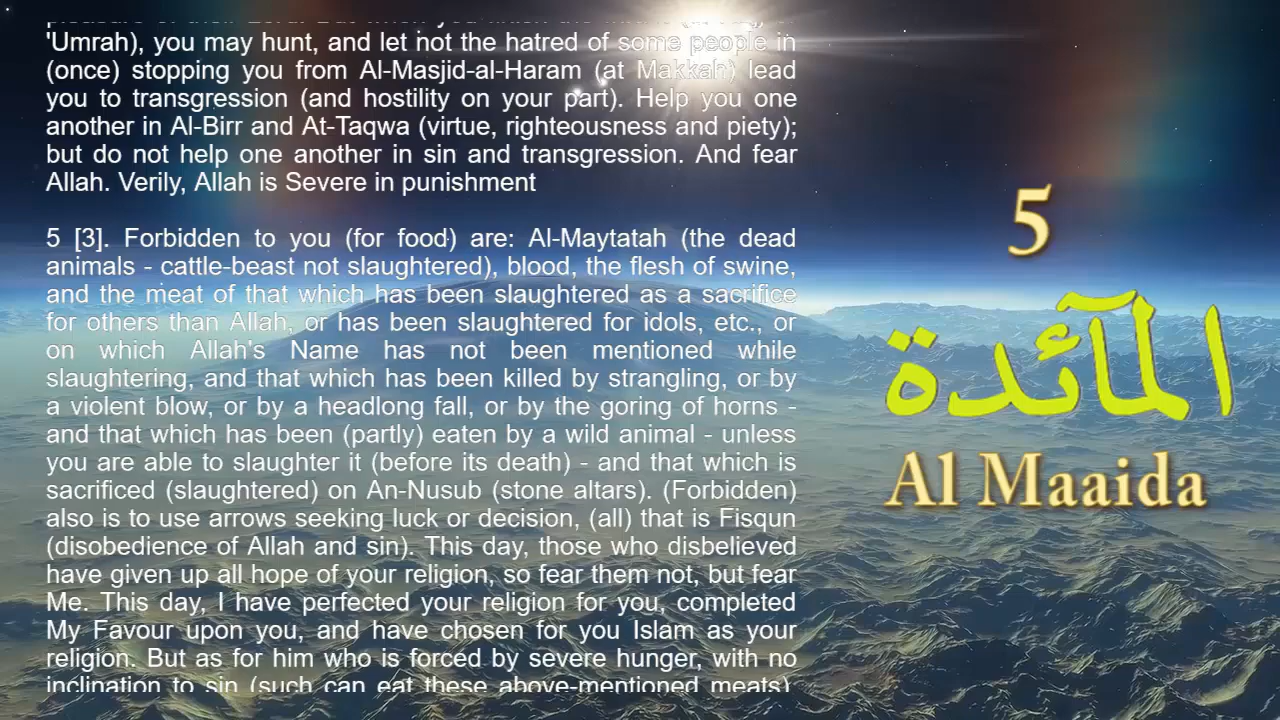 'Umrah), you may hunt, and let not the hatred of some people in
(once) stopping you from Al-Masjid-al-Haram (at Makkah) lead
you to transgression (and hostility on your part). Help you one
another in Al-Birr and At-Taqwa (virtue, righteousness and piety);
but do not help one another in sin and transgression. And fear
Allah. Verily, Allah is Severe in punishment
5 [3]. Forbidden to you (for food) are: Al-Maytatah (the dead
animals - cattle-beast not slaughtered), blood, the flesh of swine,
and the meat of that which has been slaughtered as a sacrifice
for others than Allah, or has been slaughtered for idols, etc., or
on which Allah's Name has not been mentioned while
slaughtering, and that which has been killed by strangling, or by
a violent blow, or by a headlong fall, or by the goring of horns -
and that which has been (partly) eaten by a wild animal - unless
you are able to slaughter it (before its death) - and that which is
sacrificed (slaughtered) on An-Nusub (stone altars). (Forbidden)
also is to use arrows seeking luck or decision, (all) that is Fisqun
(disobedience of Allah and sin). This day, those who disbelieved
have given up all hope of your religion, so fear them not, but fear
Me. This day, I have perfected your religion for you, completed
My Favour upon you, and have chosen for you Islam as your
religion. But as for him who is forced by severe hunger, with no
inclination to sin (such can eat these above-mentioned meats),
5
المآئدة
Al Maaida